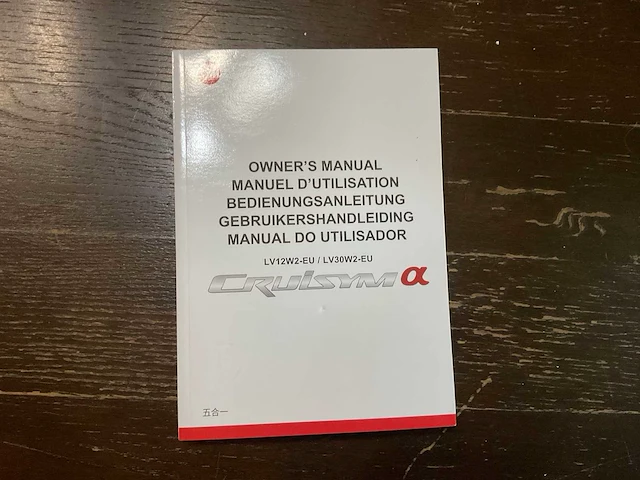 OWNER'S MANUAL
MANUEL D'UTILISATION
BEDIENUNGSANLEITUNG
GEBRUIKERSHANDLEIDING
MANUAL DO UTILISADOR
LV12W2-EU / LV30W2-EU
CRUISYM α
五合一